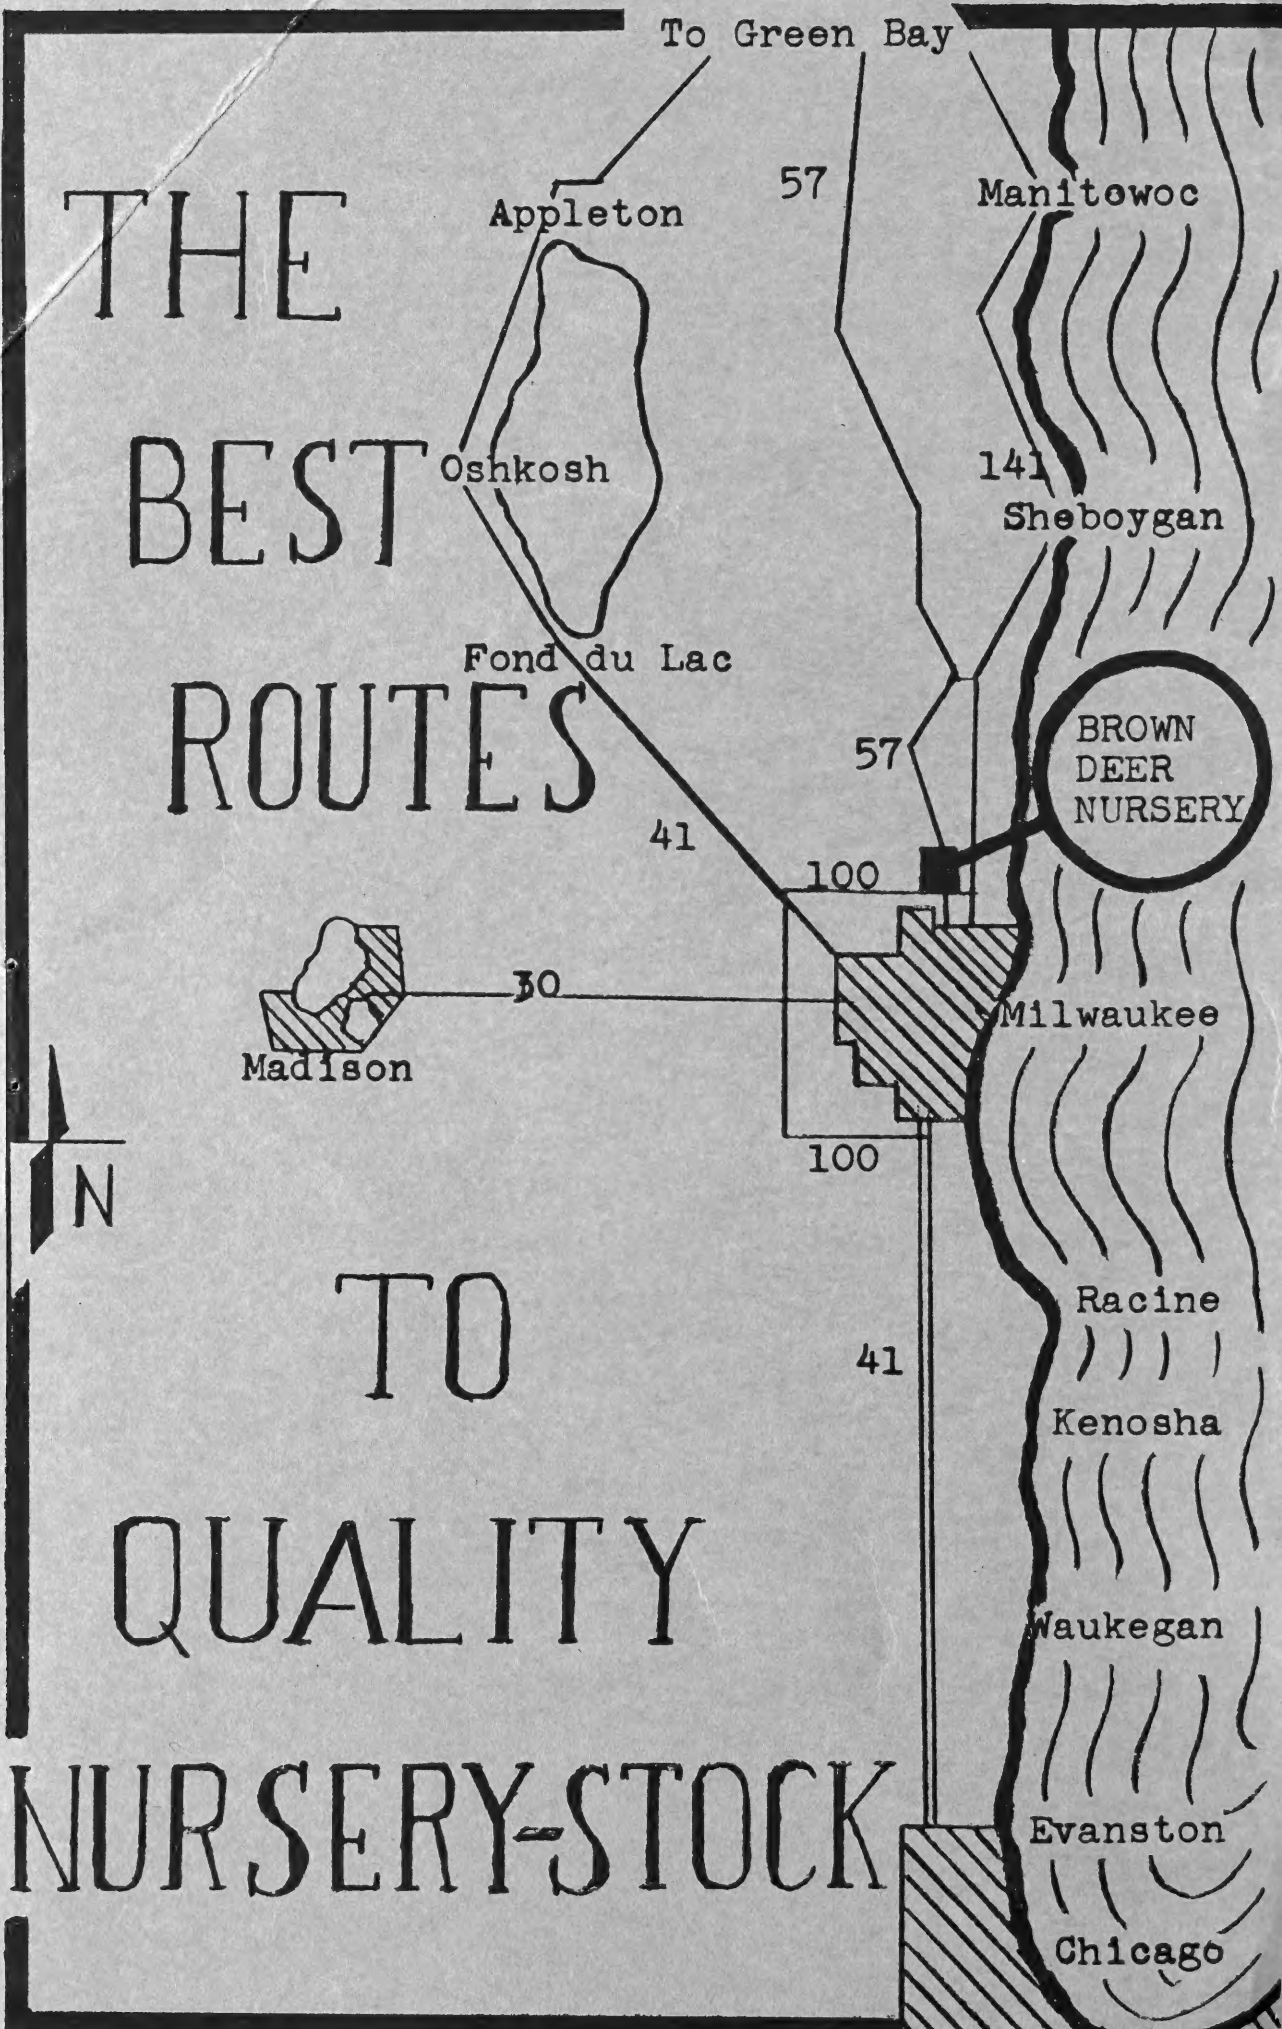 To Green Bay
57
Manitowoc
Appleton
THE
BEST
Oshkosh
141
Sheboygan
Fond du Lac
ROUTES
57
BROWN
DEER
NURSERY
41
100
30
Milwaukee
Madison
100
N
TO
Racine
41
Kenosha
QUALITY
Waukegan
NURSERY-STOCK
Evanston
Chicago